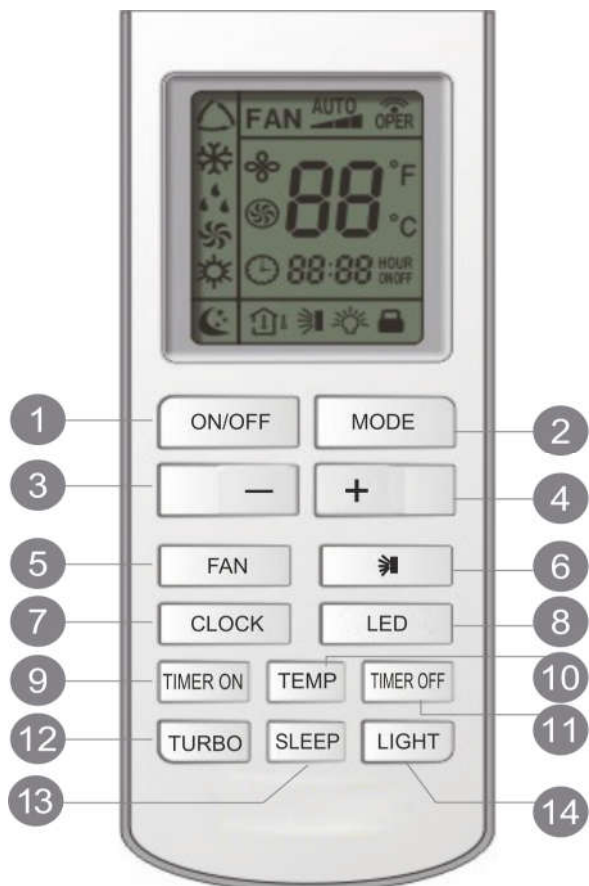 FAN AUTO OPER
88 °F
°C
88:88 HOUR
ON OFF
1 ON/OFF MODE 2
3 − + 4
5 FAN 6
7 CLOCK LED 8
9 TIMER ON TEMP TIMER OFF 10
11
12 TURBO SLEEP LIGHT
13 14